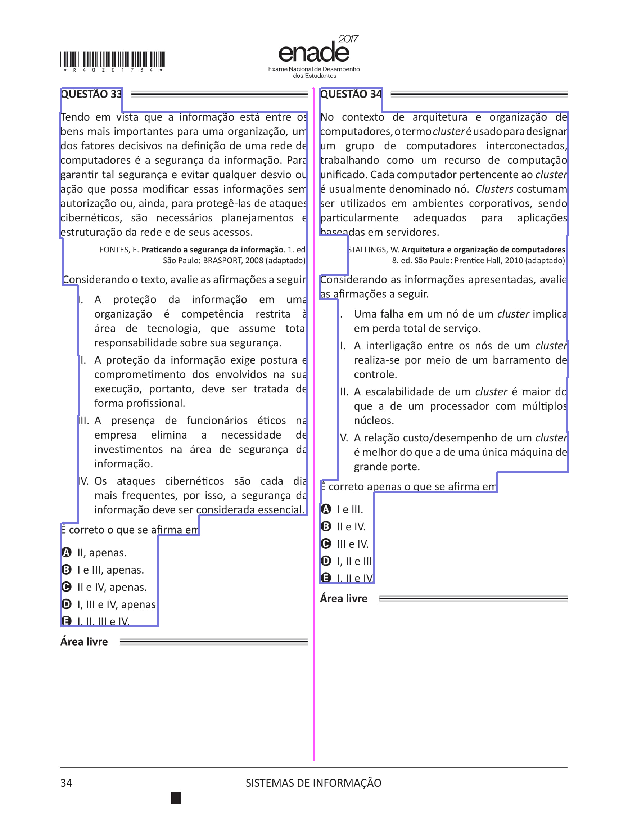 *R4020173 4*
enade
2017
Exame Nacional de Desempenho
dos Estudantes
QUESTÃO 33
Tendo em vista que a informação está entre os
bens mais importantes para uma organização, um
dos fatores decisivos na definição de uma rede de
computadores é a segurança da informação. Para
garantir tal segurança e evitar qualquer desvio ou
ação que possa modificar essas informações sem
autorização ou, ainda, para protegê-las de ataques
cibernéticos, são necessários planejamentos e
estruturação da rede e de seus acessos.
FONTES, E. Praticando a segurança da informação. 1. ed.
São Paulo: BRASPORT, 2008 (adaptado)
Considerando o texto, avalie as afirmações a seguir
I. A proteção da informação em uma
organização é competência restrita à
área de tecnologia, que assume total
responsabilidade sobre sua segurança.
II. A proteção da informação exige postura e
comprometimento dos envolvidos na sua
execução, portanto, deve ser tratada de
forma profissional.
III. A presença de funcionários éticos na
empresa elimina a necessidade de
investimentos na área de segurança da
informação.
IV. Os ataques cibernéticos são cada dia
mais frequentes, por isso, a segurança da
informação deve ser considerada essencial.
É correto o que se afirma em
A II, apenas.
B I e III, apenas.
C II e IV, apenas.
D I, III e IV, apenas
E I, II, III e IV.
Área livre
QUESTÃO 34
No contexto de arquitetura e organização de
computadores, o termo cluster é usado para designar
um grupo de computadores interconectados,
trabalhando como um recurso de computação
unificado. Cada computador pertencente ao cluster
é usualmente denominado nó. Clusters costumam
ser utilizados em ambientes corporativos, sendo
particularmente adequados para aplicações
baseadas em servidores.
STALLINGS, W. Arquitetura e organização de computadores.
8. ed. São Paulo: Prentice Hall, 2010 (adaptado)
Considerando as informações apresentadas, avalie
as afirmações a seguir.
I. Uma falha em um nó de um cluster implica
em perda total de serviço.
II. A interligação entre os nós de um cluster
realiza-se por meio de um barramento de
controle.
III. A escalabilidade de um cluster é maior do
que a de um processador com múltiplos
núcleos.
IV. A relação custo/desempenho de um cluster
é melhor do que a de uma única máquina de
grande porte.
É correto apenas o que se afirma em
A I e III.
B II e IV.
C III e IV.
D I, II e III
E I, II e IV
Área livre
34
SISTEMAS DE INFORMAÇÃO